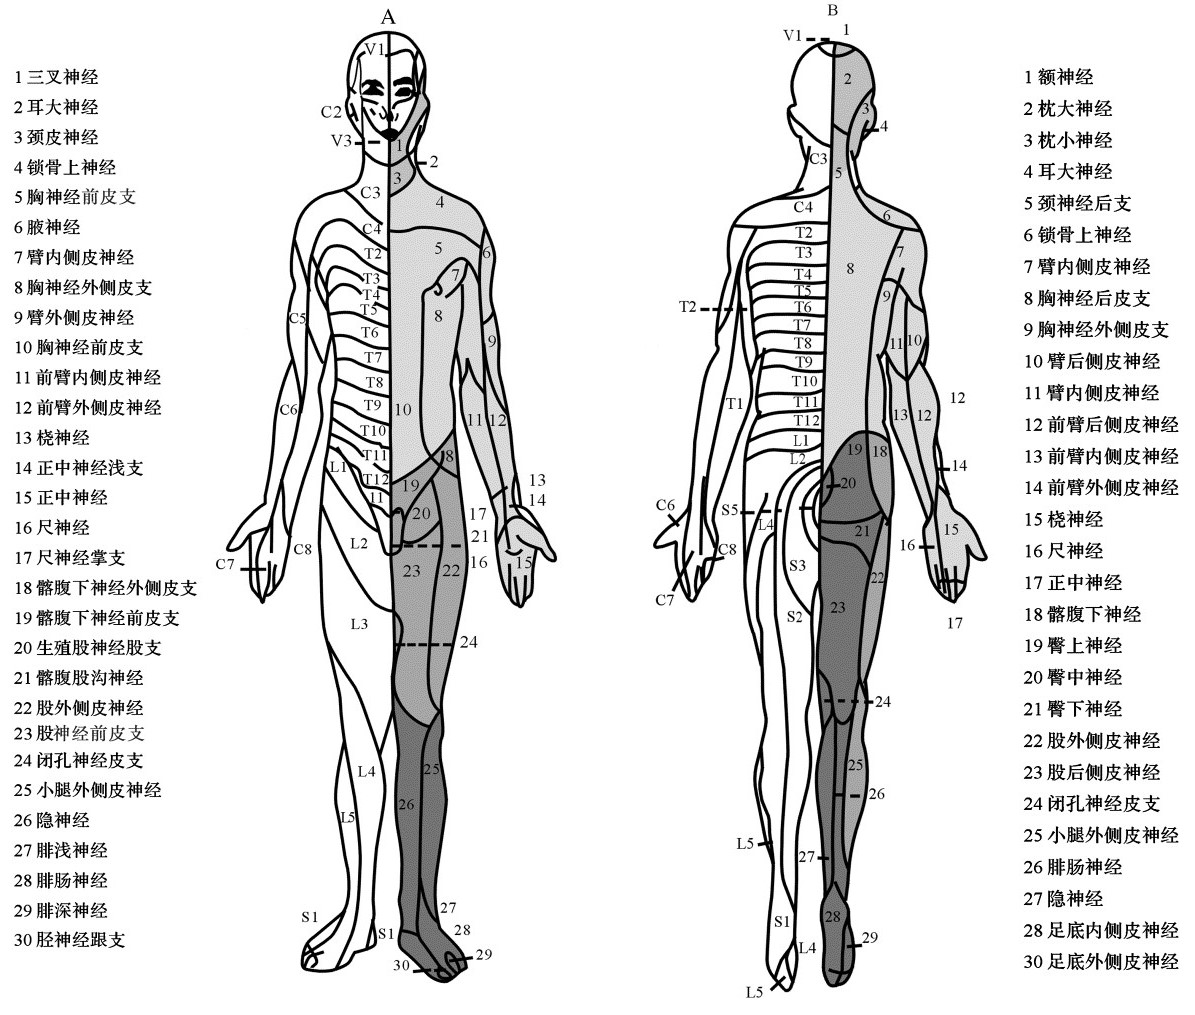 A
1 三叉神经
2 耳大神经
3 颈皮神经
4 锁骨上神经
5 胸神经前皮支
6 腋神经
7 臂内侧皮神经
8 胸神经外侧皮支
9 臂外侧皮神经
10 胸神经前皮支
11 前臂内侧皮神经
12 前臂外侧皮神经
13 桡神经
14 正中神经浅支
15 正中神经
16 尺神经
17 尺神经掌支
18 髂腹下神经外侧皮支
19 髂腹下神经前皮支
20 生殖股神经股支
21 髂腹股沟神经
22 股外侧皮神经
23 股神经前皮支
24 闭孔神经皮支
25 小腿外侧皮神经
26 隐神经
27 腓浅神经
28 腓肠神经
29 腓深神经
30 胫神经跟支
V1
C2
V3
1
2
3
C3
4
C4
T2
5
6
T3
7
T4
T5
C5
8
T6
9
T7
T8
C6
T9
10
11
12
T10
T11
18
L1
T12
19
13
11
14
20
17
L2
21
C8
C7
23
22
16
15
L3
24
L4
25
26
L5
27
S1
S1
28
29
30
B
V1
1
2
3
4
C3
5
C4
6
T2
T3
7
8
T4
T5
9
T2
T6
T7
T8
11
10
T9
T10
T1
T11
13
12
12
T12
L1
19
18
L2
14
20
C6
S5
L4
21
15
C8
16
S3
22
C7
S2
23
17
24
25
26
L5
27
S1
28
L4
29
L5
1 额神经
2 枕大神经
3 枕小神经
4 耳大神经
5 颈神经后支
6 锁骨上神经
7 臂内侧皮神经
8 胸神经后皮支
9 胸神经外侧皮支
10 臂后侧皮神经
11 臂内侧皮神经
12 前臂后侧皮神经
13 前臂内侧皮神经
14 前臂外侧皮神经
15 桡神经
16 尺神经
17 正中神经
18 髂腹下神经
19 臀上神经
20 臀中神经
21 臀下神经
22 股外侧皮神经
23 股后侧皮神经
24 闭孔神经皮支
25 小腿外侧皮神经
26 腓肠神经
27 隐神经
28 足底内侧皮神经
29 足底外侧皮神经
30 足底外侧皮神经